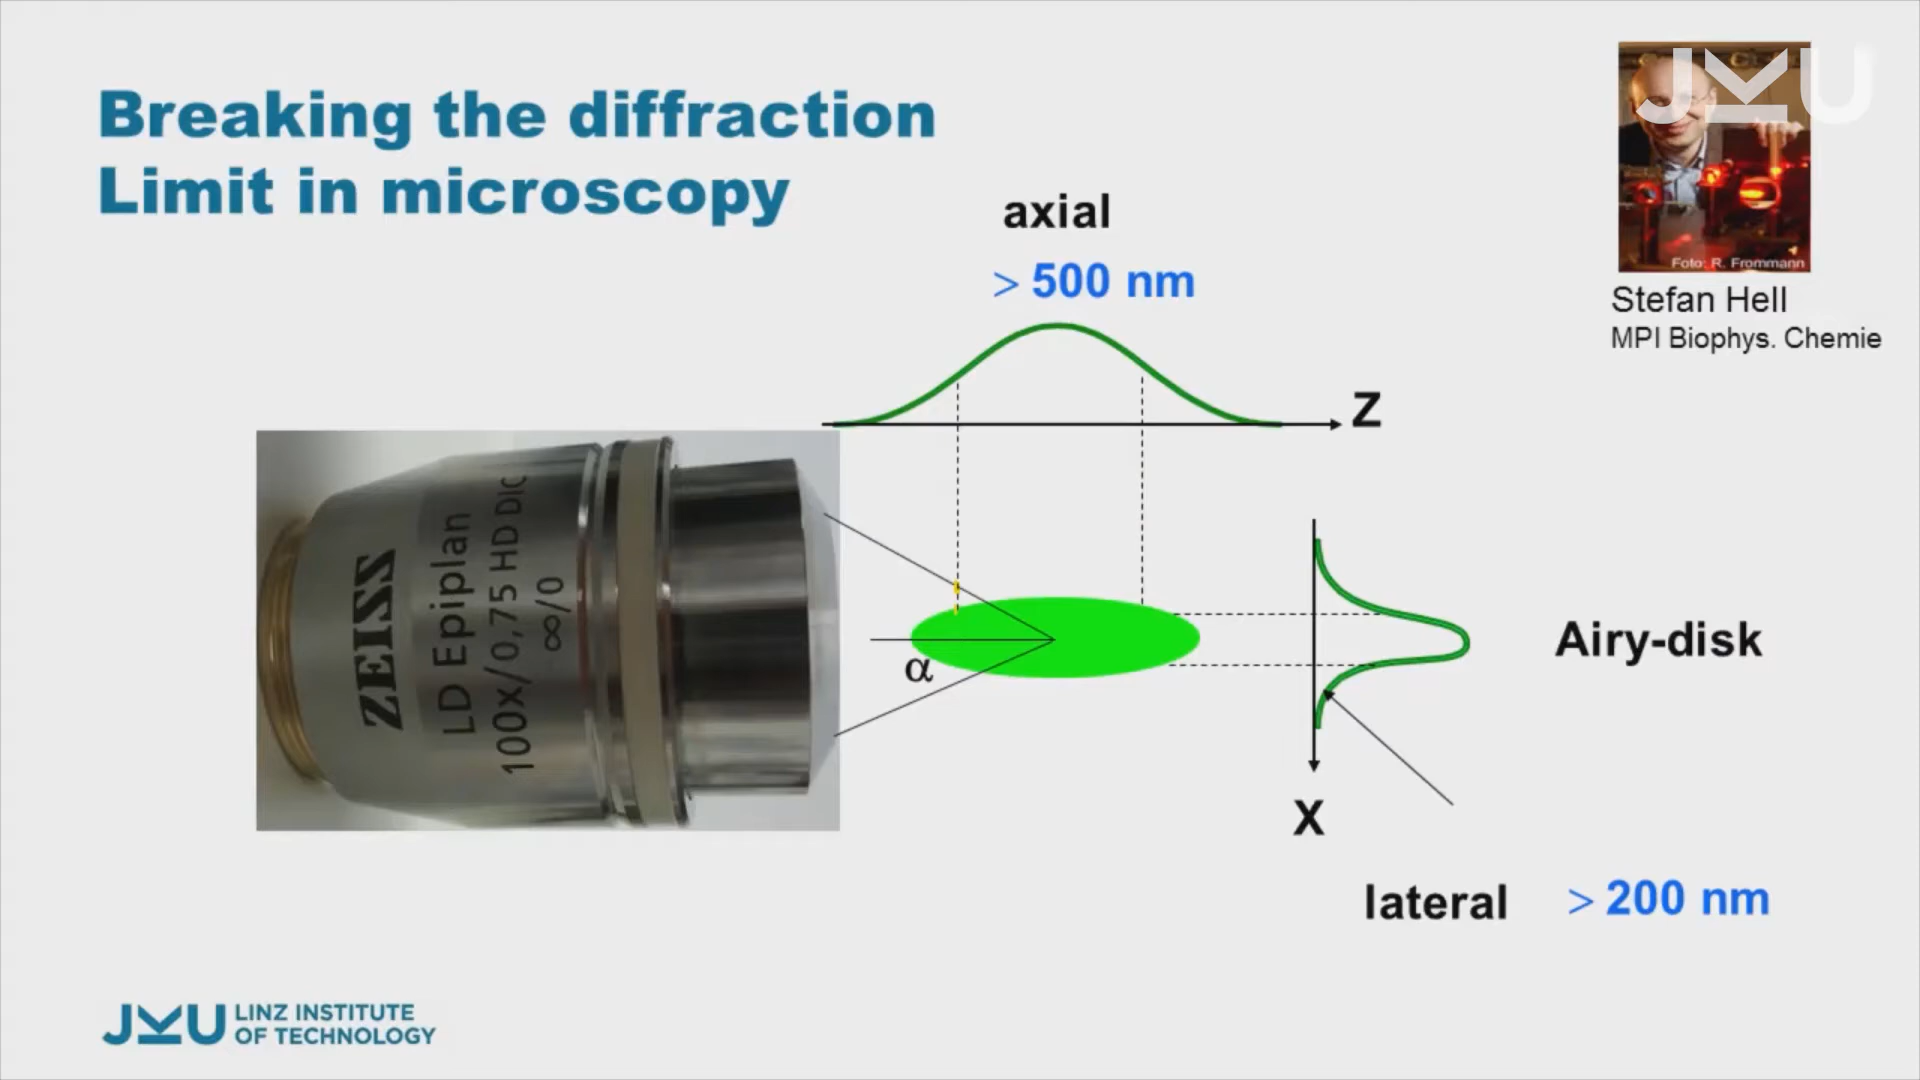 Breaking the diffraction
Limit in microscopy
JKU
Foto: R. Frommann
Stefan Hell
MPI Biophys. Chemie
axial
> 500 nm
Z
ZEISS
LD Epiplan
100x/0,75 HD DIC
∞/0
α
Airy-disk
X
lateral > 200 nm
JKU LINZ INSTITUTE
OF TECHNOLOGY